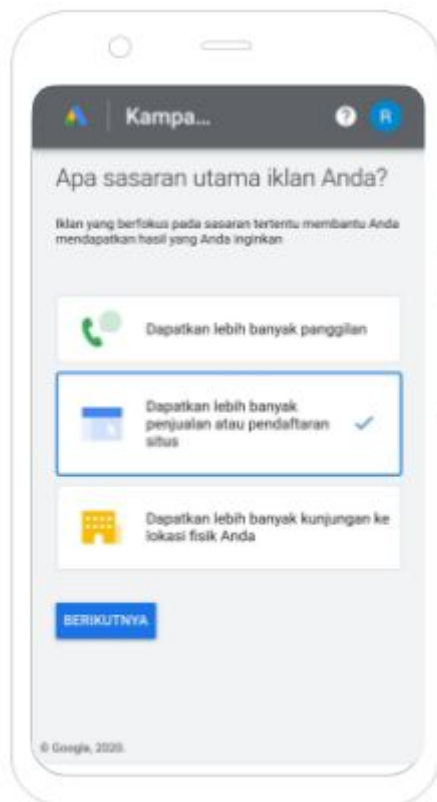 Kampa...
?
R
Apa sasaran utama iklan Anda?
Iklan yang berfokus pada sasaran tertentu membantu Anda
mendapatkan hasil yang Anda inginkan
Dapatkan lebih banyak panggilan
Dapatkan lebih banyak
penjualan atau pendaftaran
situs
Dapatkan lebih banyak kunjungan ke
lokasi fisik Anda
BERIKUTNYA
© Google, 2020.